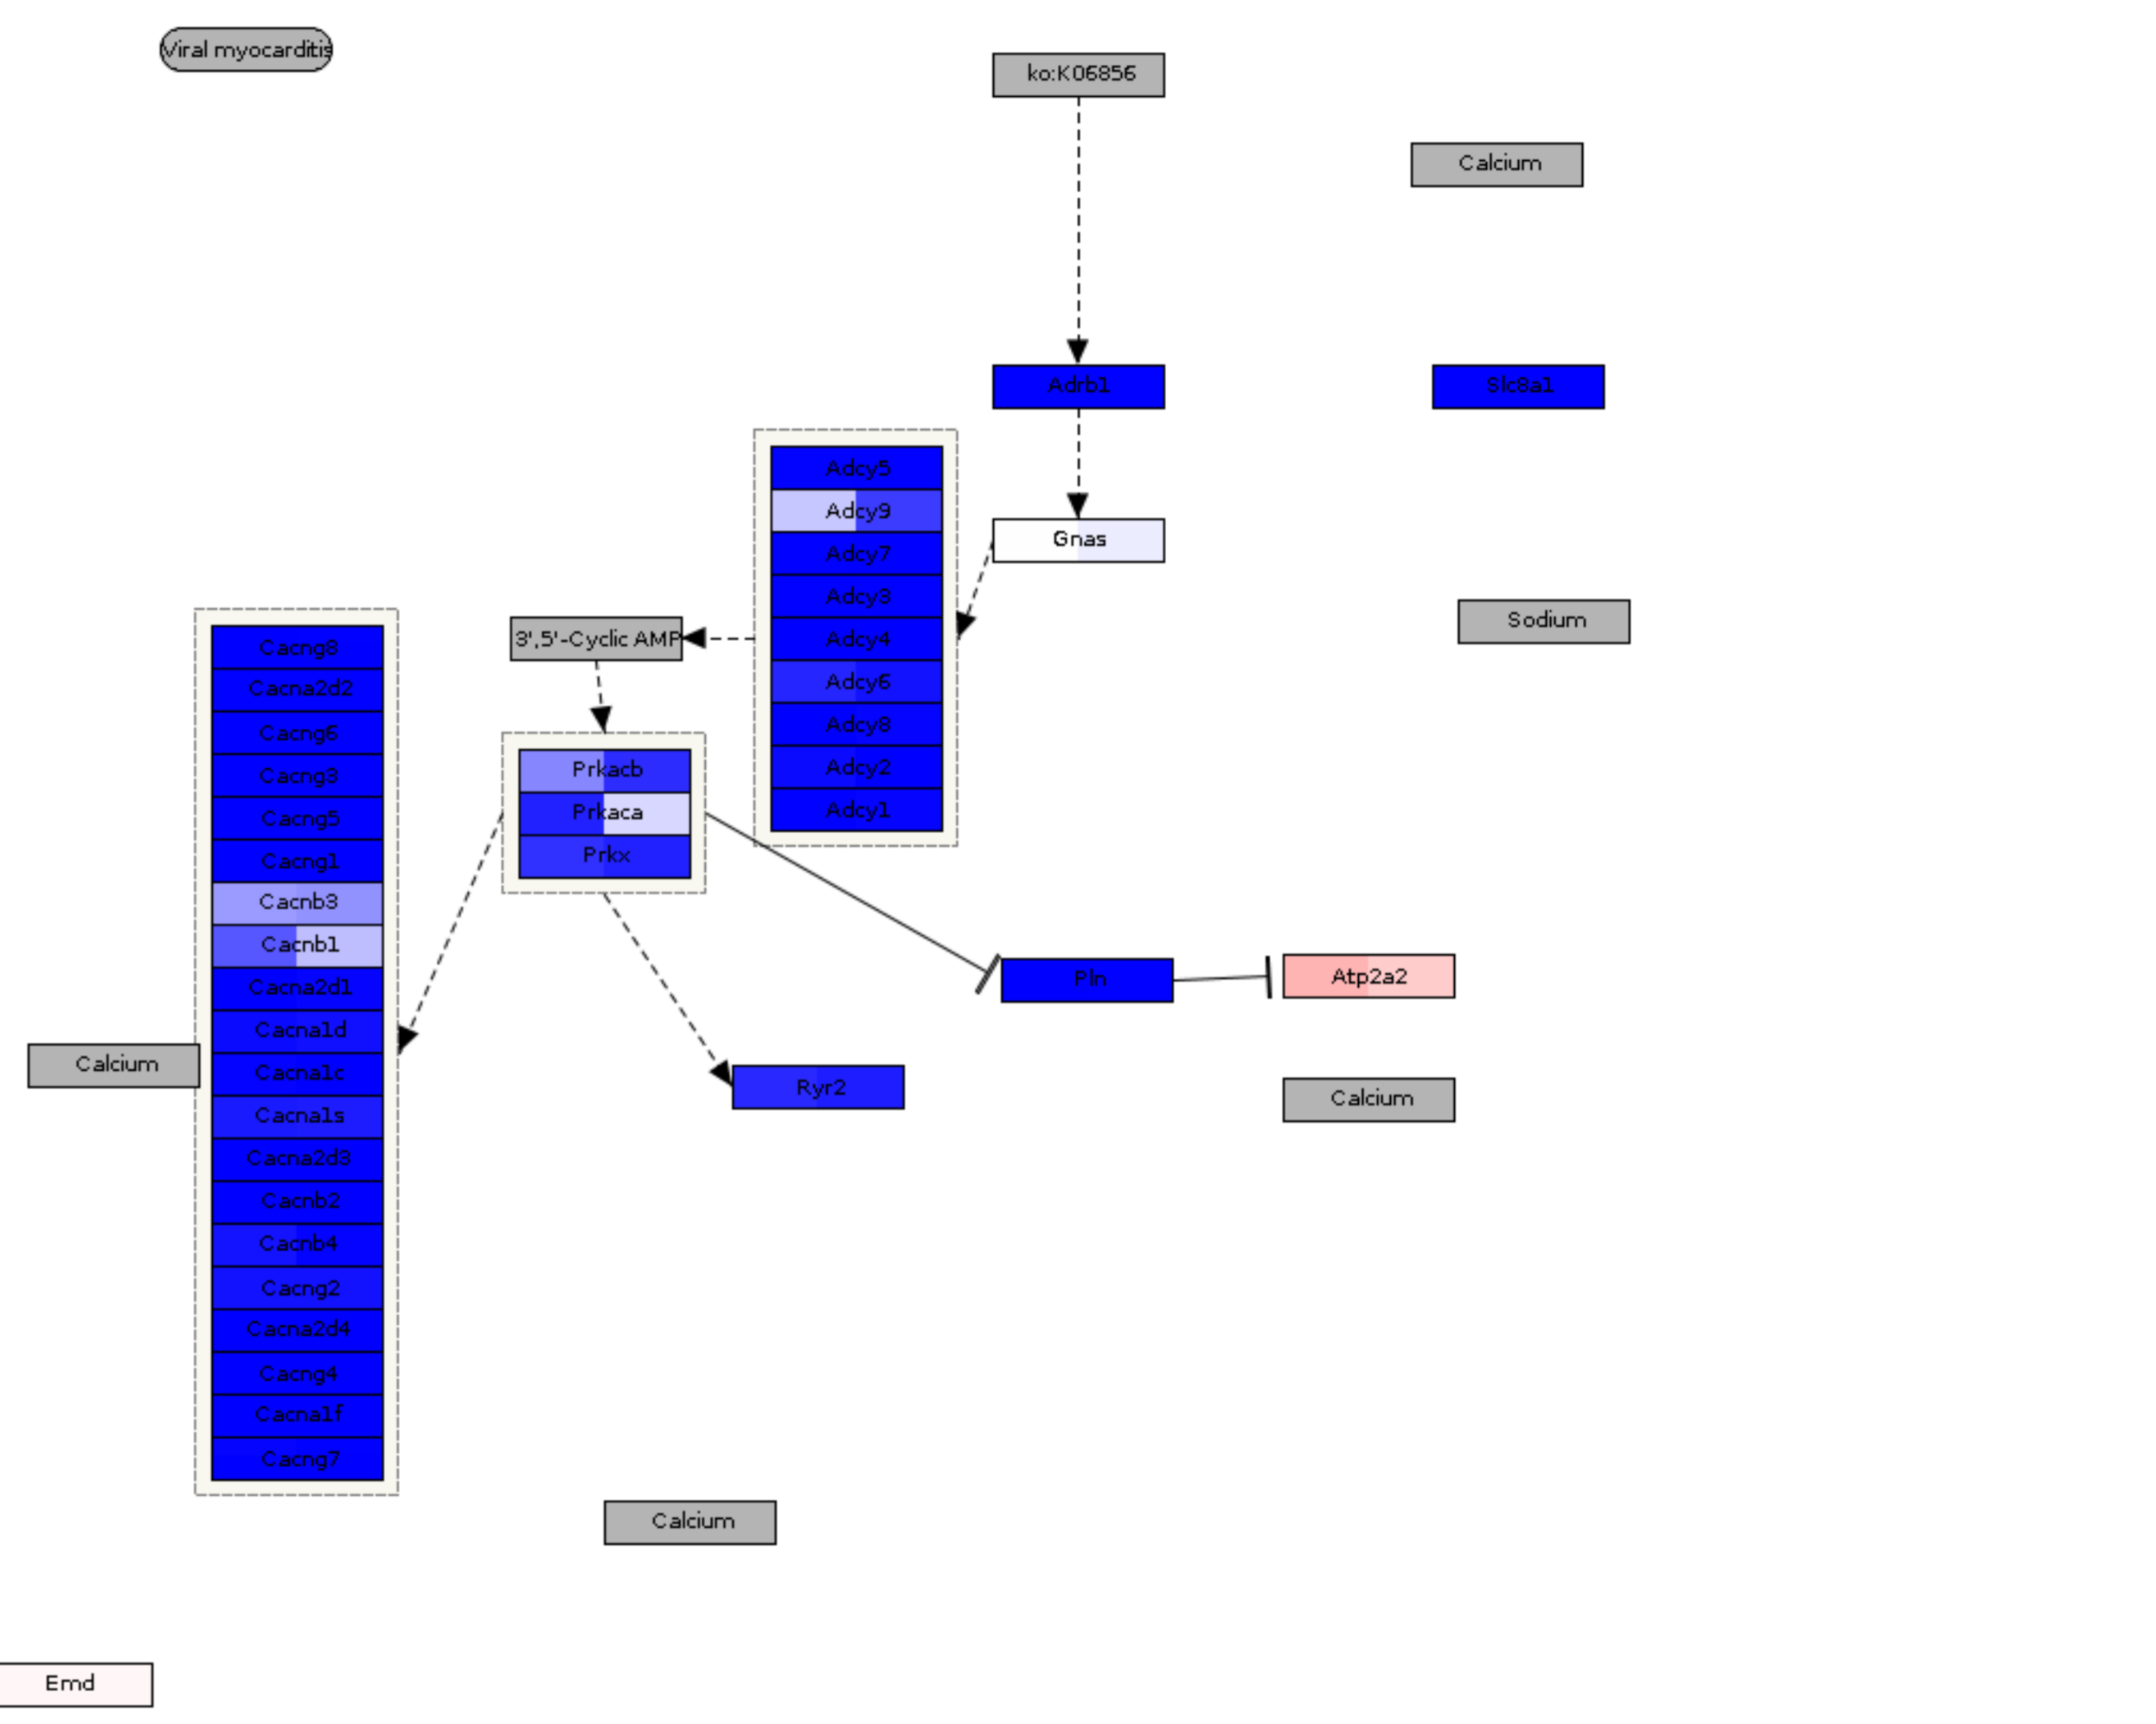 Viral myocarditis
ko:K06856
Calcium
Adrb1
Slc8a1
Adcy5
Adcy9
Adcy7
Adcy3
Adcy4
Adcy6
Adcy8
Adcy2
Adcy1
Gnas
Sodium
3',5'-Cyclic AMP
Prkacb
Prkaca
Prkx
Cacng8
Cacna2d2
Cacng6
Cacng3
Cacng5
Cacng1
Cacnb3
Cacnb1
Cacna2d1
Cacna1d
Cacna1c
Cacna1s
Cacna2d3
Cacnb2
Cacnb4
Cacng2
Cacna2d4
Cacng4
Cacna1f
Cacng7
Pln
Atp2a2
Calcium
Ryr2
Calcium
Calcium
Emd